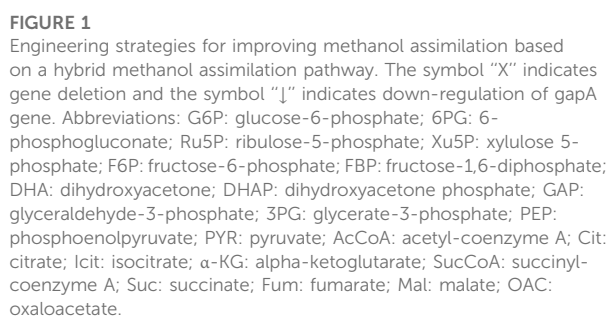 FIGURE 1
Engineering strategies for improving methanol assimilation based
on a hybrid methanol assimilation pathway. The symbol “X” indicates
gene deletion and the symbol “↓” indicates down-regulation of gapA
gene. Abbreviations: G6P: glucose-6-phosphate; 6PG: 6-
phosphogluconate; Ru5P: ribulose-5-phosphate; Xu5P: xylulose 5-
phosphate; F6P: fructose-6-phosphate; FBP: fructose-1,6-diphosphate;
DHA: dihydroxyacetone; DHAP: dihydroxyacetone phosphate; GAP:
glyceraldehyde-3-phosphate; 3PG: glycerate-3-phosphate; PEP:
phosphoenolpyruvate; PYR: pyruvate; AcCoA: acetyl-coenzyme A; Cit:
citrate; Icit: isocitrate; α-KG: alpha-ketoglutarate; SucCoA: succinyl-
coenzyme A; Suc: succinate; Fum: fumarate; Mal: malate; OAC:
oxaloacetate.